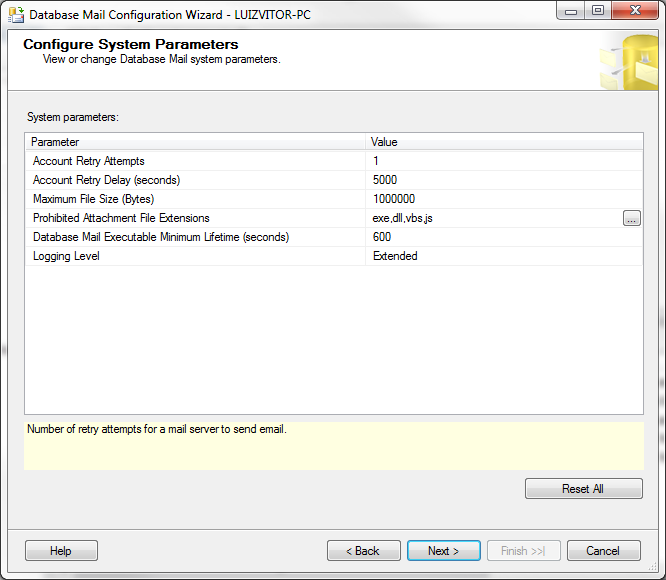 Database Mail Configuration Wizard - LUIZVITOR-PC
Configure System Parameters
View or change Database Mail system parameters.
System parameters:
Parameter Value
Account Retry Attempts 1
Account Retry Delay (seconds) 5000
Maximum File Size (Bytes) 1000000
Prohibited Attachment File Extensions exe,dll,vbs,js ...
Database Mail Executable Minimum Lifetime (seconds) 600
Logging Level Extended
Number of retry attempts for a mail server to send email.
Reset All
Help < Back Next > Finish >>| Cancel